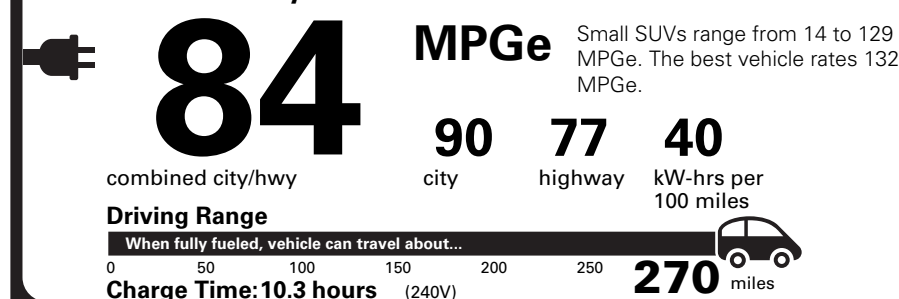 84
MPGe
Small SUVs range from 14 to 129
MPGe. The best vehicle rates 132
MPGe.
90
77
40
combined city/hwy
city
highway
kW-hrs per
100 miles
Driving Range
When fully fueled, vehicle can travel about...
0 50 100 150 200 250 270 miles
Charge Time:10.3 hours (240V)